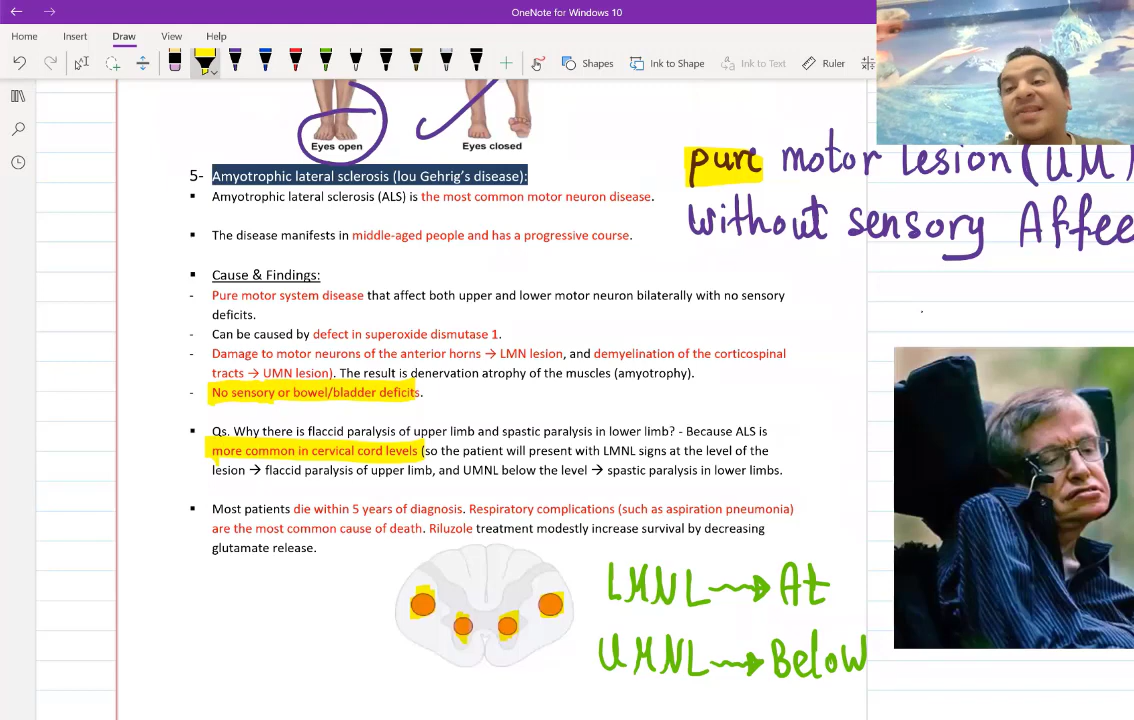 OneNote for Windows 10
Home Insert Draw View Help
Shapes Ink to Shape Ink to Text Ruler
Eyes open Eyes closed
pure motor lesion (UM
without sensory Affee
5- Amyotrophic lateral sclerosis (lou Gehrig's disease):
▪ Amyotrophic lateral sclerosis (ALS) is the most common motor neuron disease.
▪ The disease manifests in middle-aged people and has a progressive course.
▪ Cause & Findings:
- Pure motor system disease that affect both upper and lower motor neuron bilaterally with no sensory
deficits.
- Can be caused by defect in superoxide dismutase 1.
- Damage to motor neurons of the anterior horns → LMN lesion, and demyelination of the corticospinal
tracts → UMN lesion). The result is denervation atrophy of the muscles (amyotrophy).
- No sensory or bowel/bladder deficits.
▪ Qs. Why there is flaccid paralysis of upper limb and spastic paralysis in lower limb? - Because ALS is
more common in cervical cord levels (so the patient will present with LMNL signs at the level of the
lesion → flaccid paralysis of upper limb, and UMNL below the level → spastic paralysis in lower limbs.
▪ Most patients die within 5 years of diagnosis. Respiratory complications (such as aspiration pneumonia)
are the most common cause of death. Riluzole treatment modestly increase survival by decreasing
glutamate release.
LMNL → At
UMNL → Below